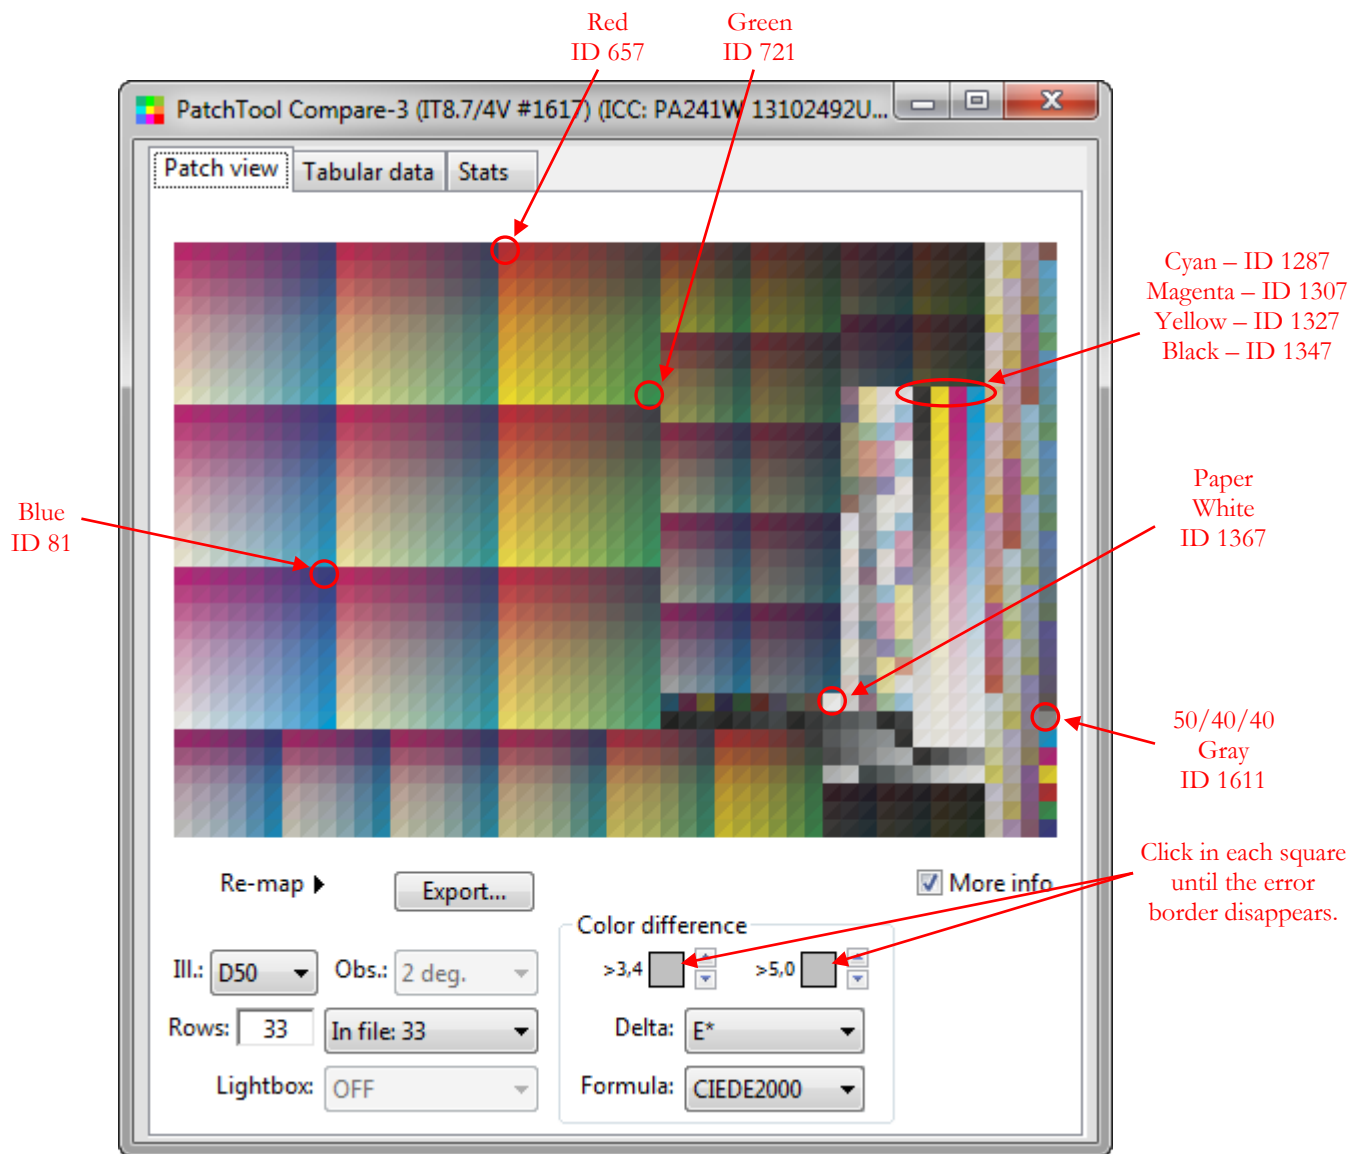 Red
ID 657
Green
ID 721
PatchTool Compare-3 (IT8.7/4V #1617) (ICC: PA241W 13102492U...
Patch view
Tabular data
Stats
Cyan – ID 1287
Magenta – ID 1307
Yellow – ID 1327
Black – ID 1347
Paper
White
ID 1367
Blue
ID 81
50/40/40
Gray
ID 1611
Click in each square
until the error
border disappears.
Re-map
Export...
More info
Color difference
>3,4
>5,0
Ill.: D50
Obs.: 2 deg.
Rows: 33
In file: 33
Delta: E*
Lightbox: OFF
Formula: CIEDE2000